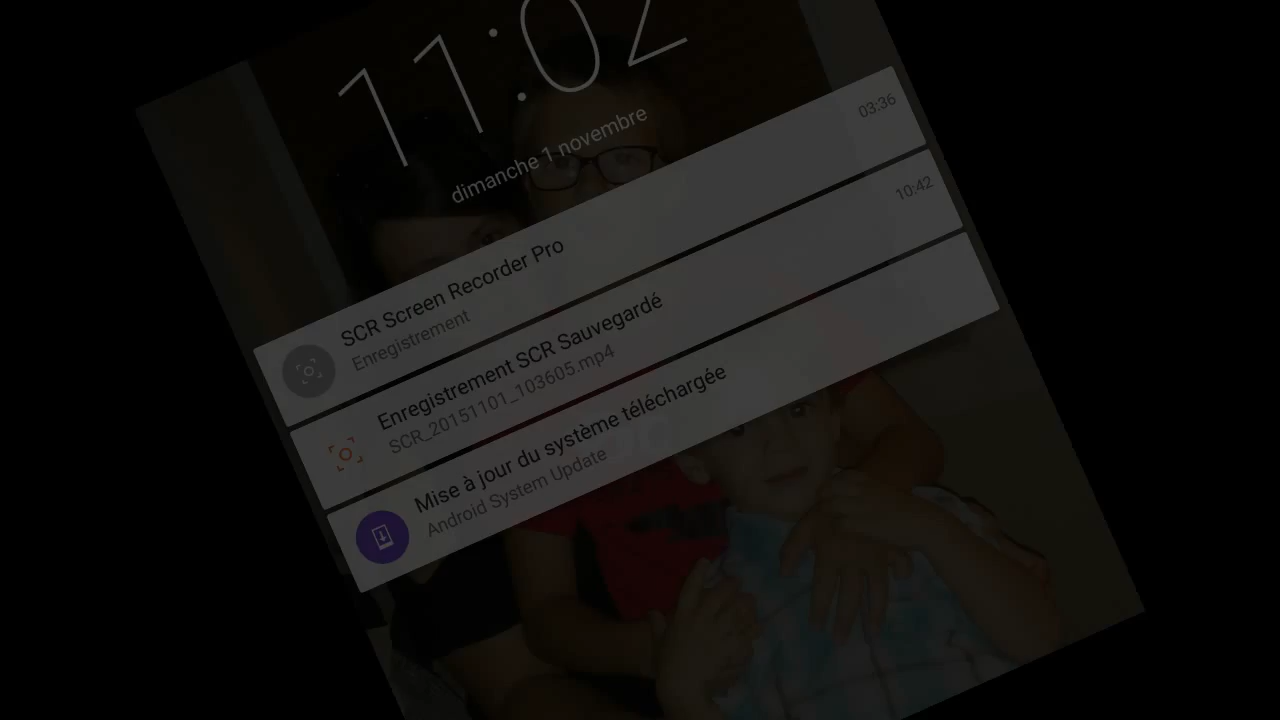 11:02
dimanche 1 novembre
SCR Screen Recorder Pro
03:36
Enregistrement
Enregistrement SCR Sauvegardé
10:42
SCR_20151101_103605.mp4
Mise à jour du système téléchargée
Android System Update